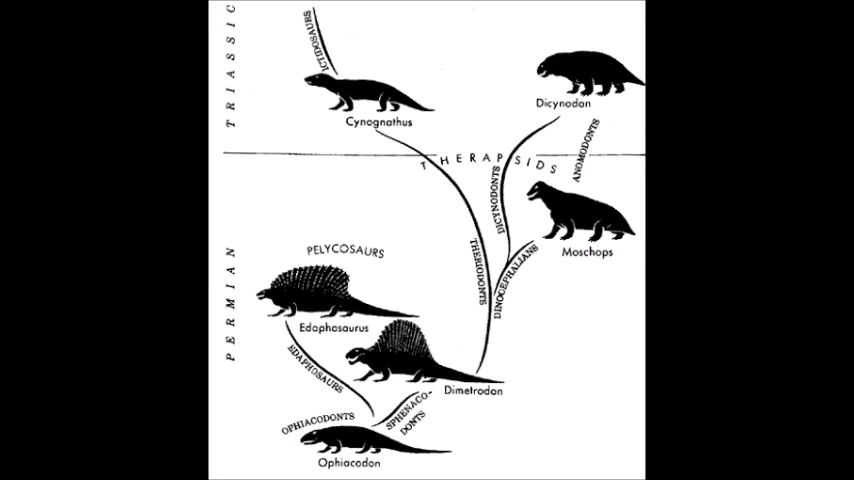 TRIASSIC
ICTIDOSAURS
Cynognathus
Dicynodon
ANOMODONTS
THERAPSIDS
DICYNODONTS
Moschops
THERIODONTS
DINOCEPHALIANS
PERMIAN
PELYCOSAURS
Edaphosaurus
EDAPHOSAURS
Dimetrodon
SPHENACO-
DONTS
OPHIACODONTS
Ophiacodon